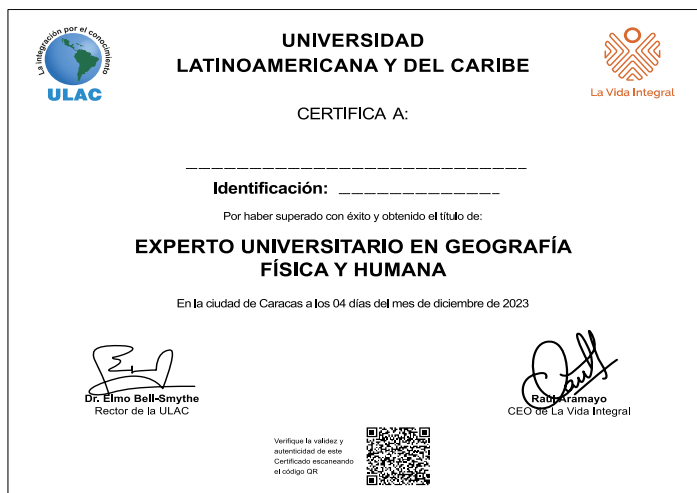 La integración por el conocimiento
ULAC
UNIVERSIDAD
LATINOAMERICANA Y DEL CARIBE
La Vida Integral
CERTIFICA A:
Identificación:
Por haber superado con éxito y obtenido el título de:
EXPERTO UNIVERSITARIO EN GEOGRAFÍA
FÍSICA Y HUMANA
En la ciudad de Caracas a los 04 días del mes de diciembre de 2023
Dr. Elmo Bell-Smythe
Rector de la ULAC
Raúl Aramayo
CEO de La Vida Integral
Verifique la validez y
autenticidad de este
Certificado escaneando
el código QR